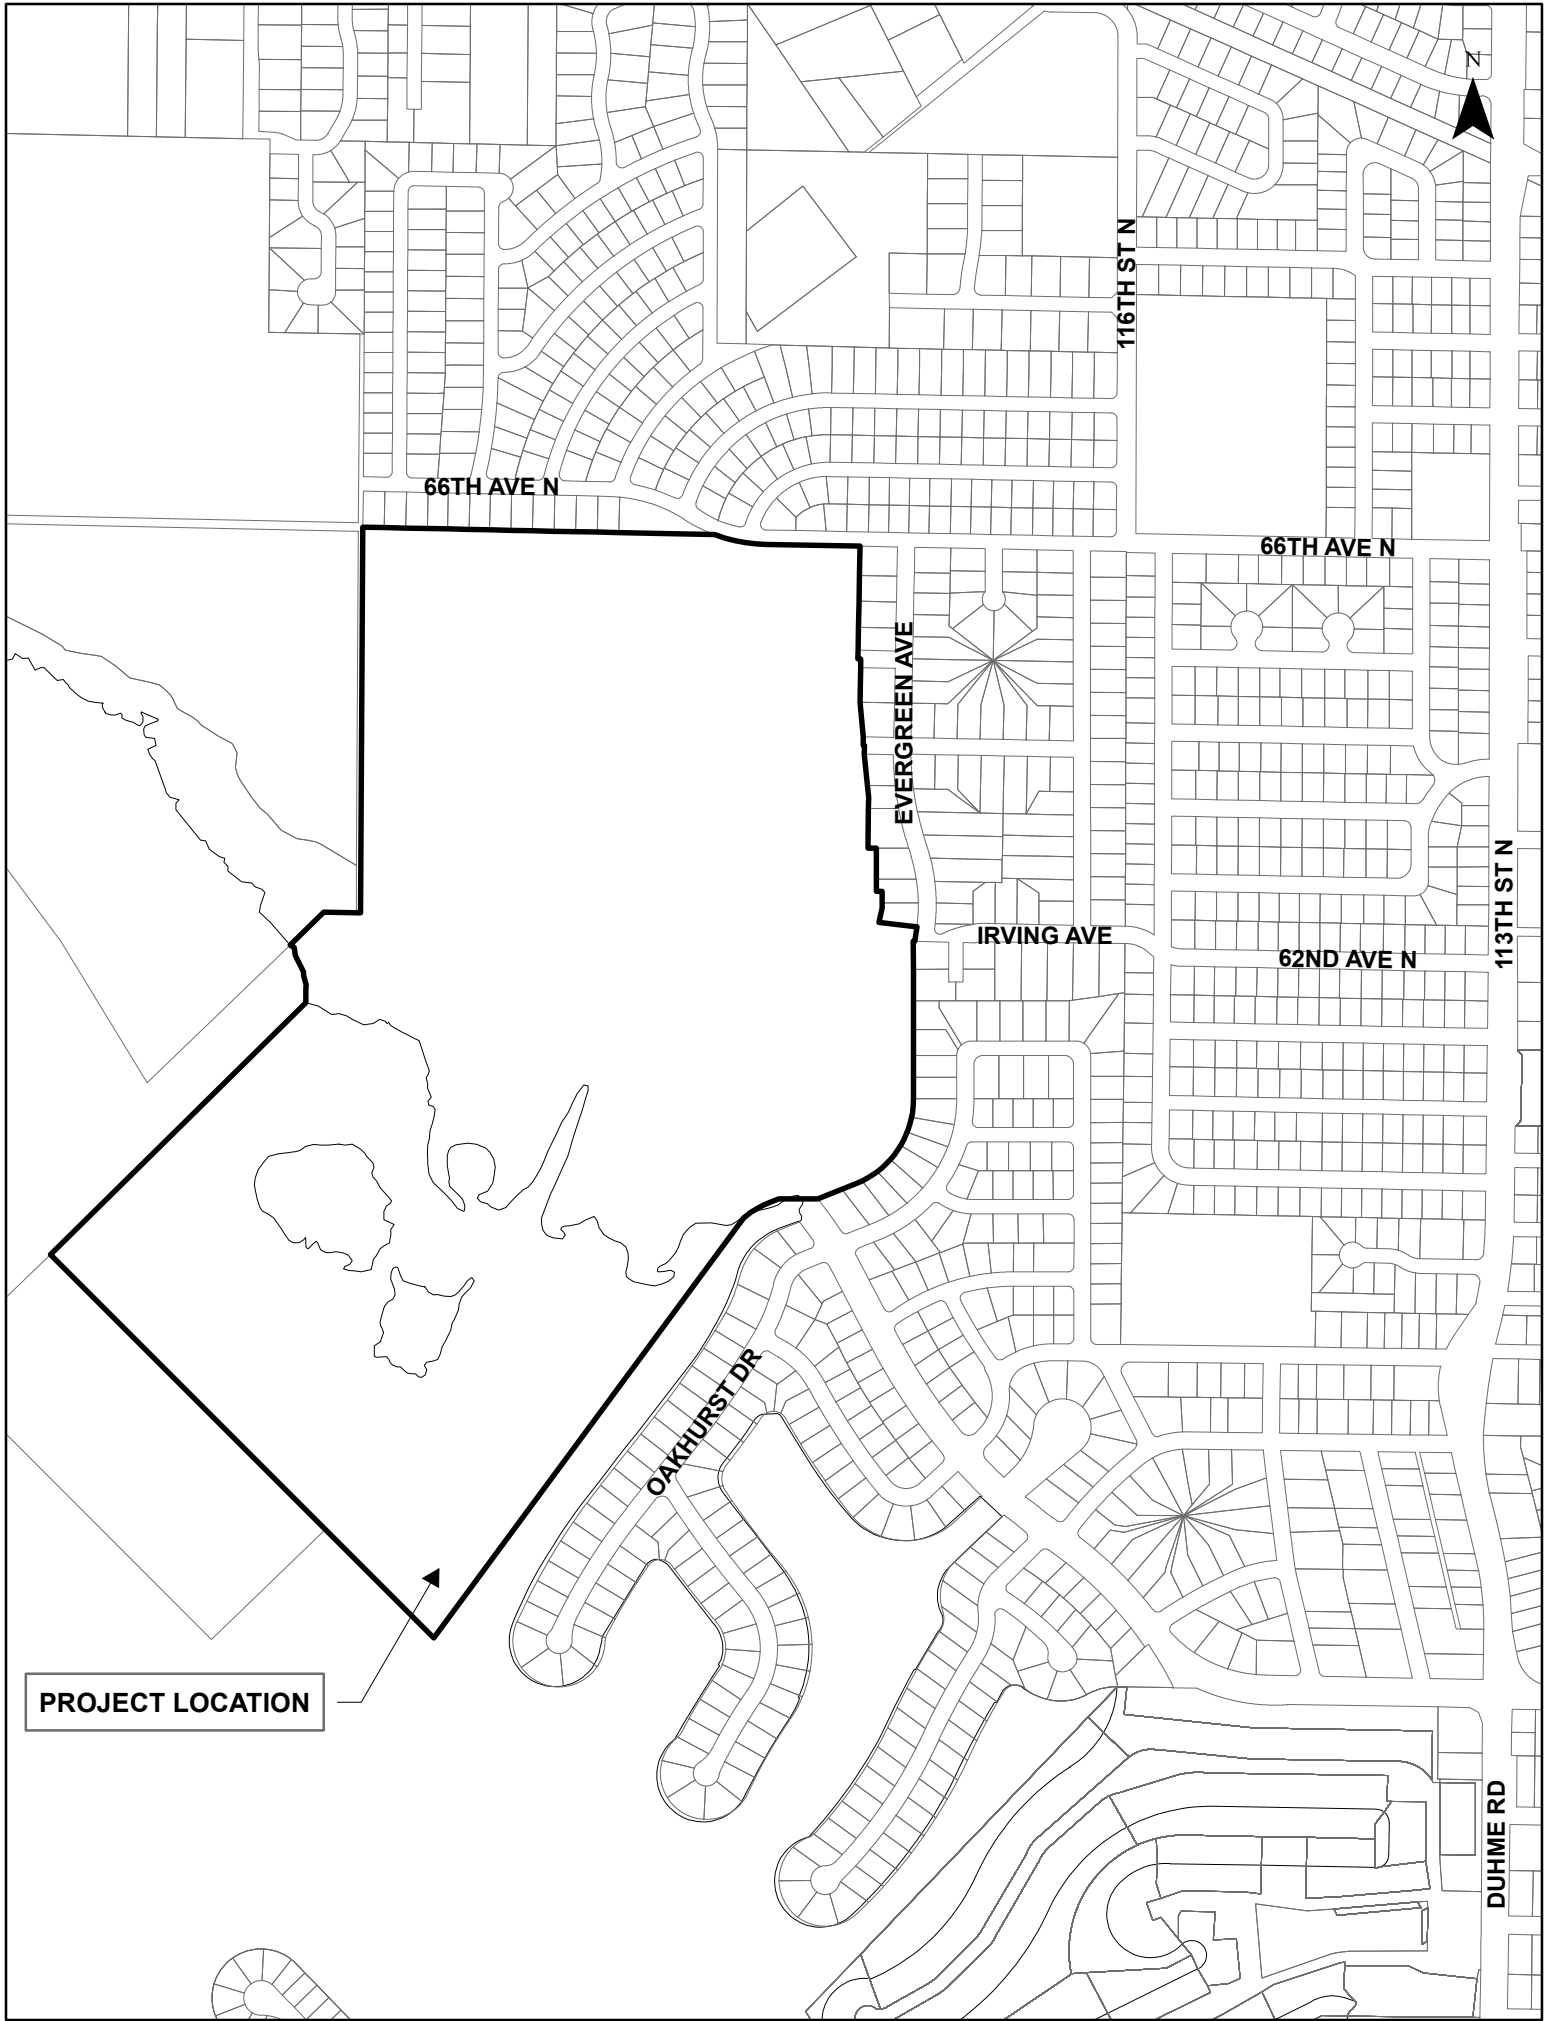 N
116TH ST N
66TH AVE N
66TH AVE N
EVERGREEN AVE
113TH ST N
IRVING AVE
62ND AVE N
OAKHURST DR
PROJECT LOCATION
DUHME RD